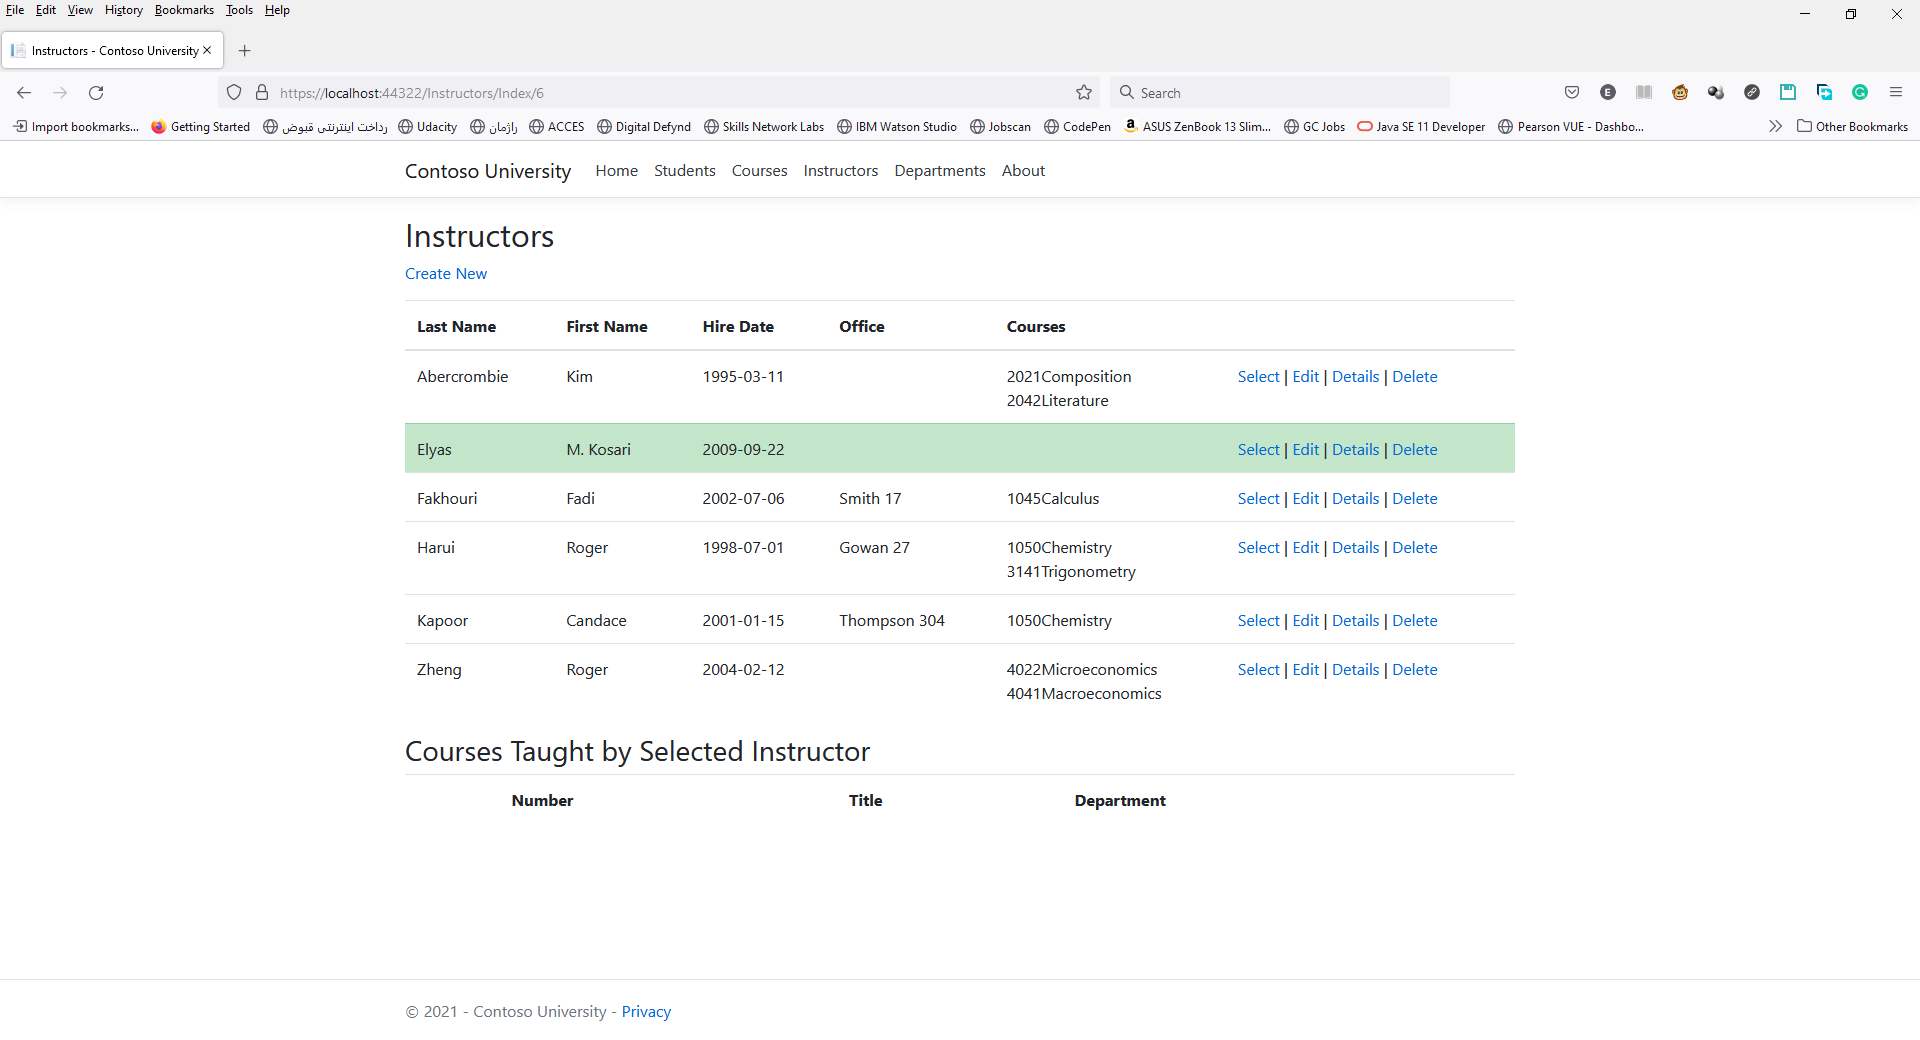 File Edit View History Bookmarks Tools Help
Instructors - Contoso University
https://localhost:44322/Instructors/Index/6
Search
Import bookmarks... Getting Started رداخت اینترنتی قبوض Udacity راژمان ACCES Digital Defynd Skills Network Labs IBM Watson Studio Jobscan CodePen ASUS ZenBook 13 Slim... GC Jobs Java SE 11 Developer Pearson VUE - Dashbo... Other Bookmarks
Contoso University Home Students Courses Instructors Departments About
Instructors
Create New
Last Name First Name Hire Date Office Courses
Abercrombie Kim 1995-03-11 2021Composition Select | Edit | Details | Delete
2042Literature
Elyas M. Kosari 2009-09-22 Select | Edit | Details | Delete
Fakhouri Fadi 2002-07-06 Smith 17 1045Calculus Select | Edit | Details | Delete
Harui Roger 1998-07-01 Gowan 27 1050Chemistry Select | Edit | Details | Delete
3141Trigonometry
Kapoor Candace 2001-01-15 Thompson 304 1050Chemistry Select | Edit | Details | Delete
Zheng Roger 2004-02-12 4022Microeconomics Select | Edit | Details | Delete
4041Macroeconomics
Courses Taught by Selected Instructor
Number Title Department
© 2021 - Contoso University - Privacy